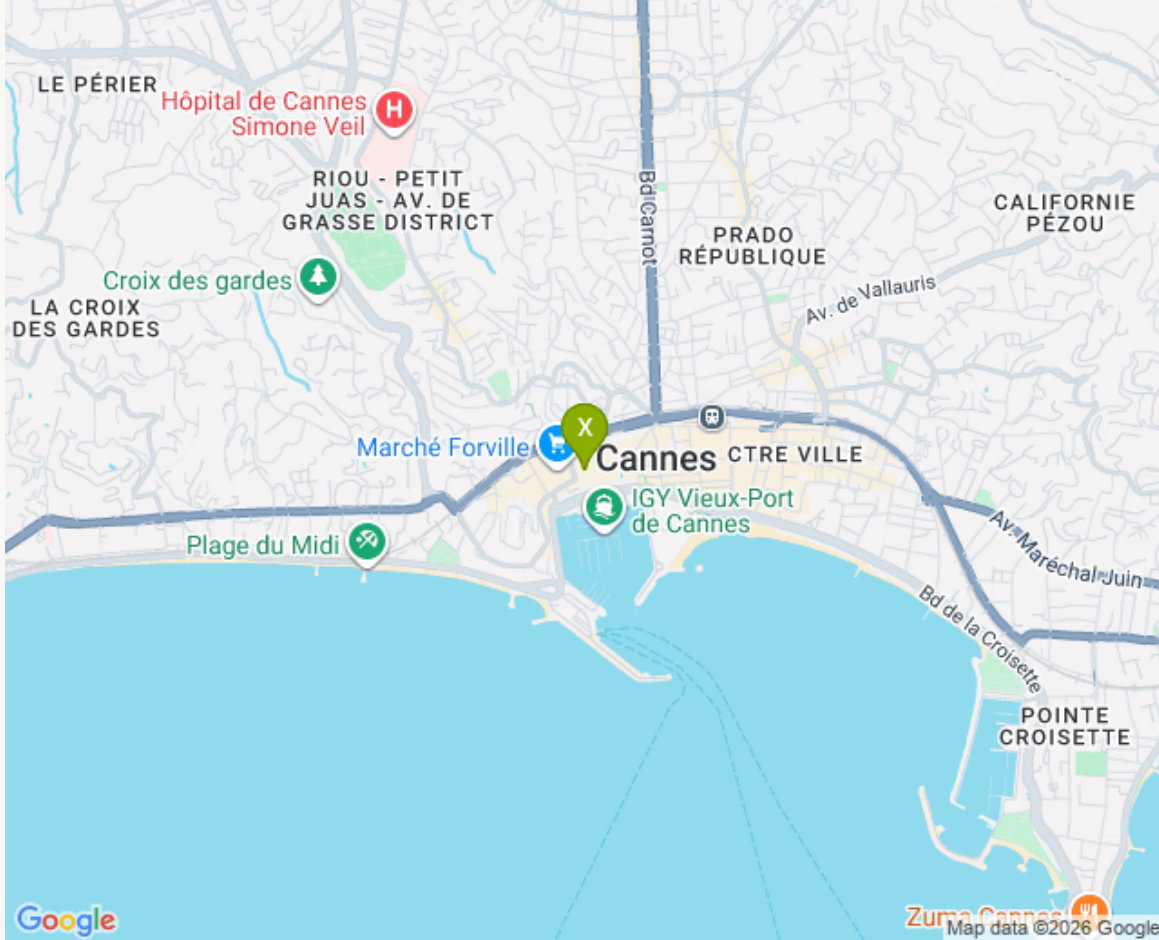 LE PÉRIER
Hôpital de Cannes
Simone Veil
H
RIOU - PETIT
JUAS - AV. DE
GRASSE DISTRICT
Bd Carnot
CALIFORNIE
PÉZOU
PRADO
RÉPUBLIQUE
Croix des gardes
Av. de Vallauris
LA CROIX
DES GARDES
X
Marché Forville
Cannes
CTRE VILLE
IGY Vieux-Port
de Cannes
Plage du Midi
Av. Maréchal Juin
Bd de la Croisette
POINTE
CROISETTE
Zuma Cannes
Google
Map data ©2026 Google